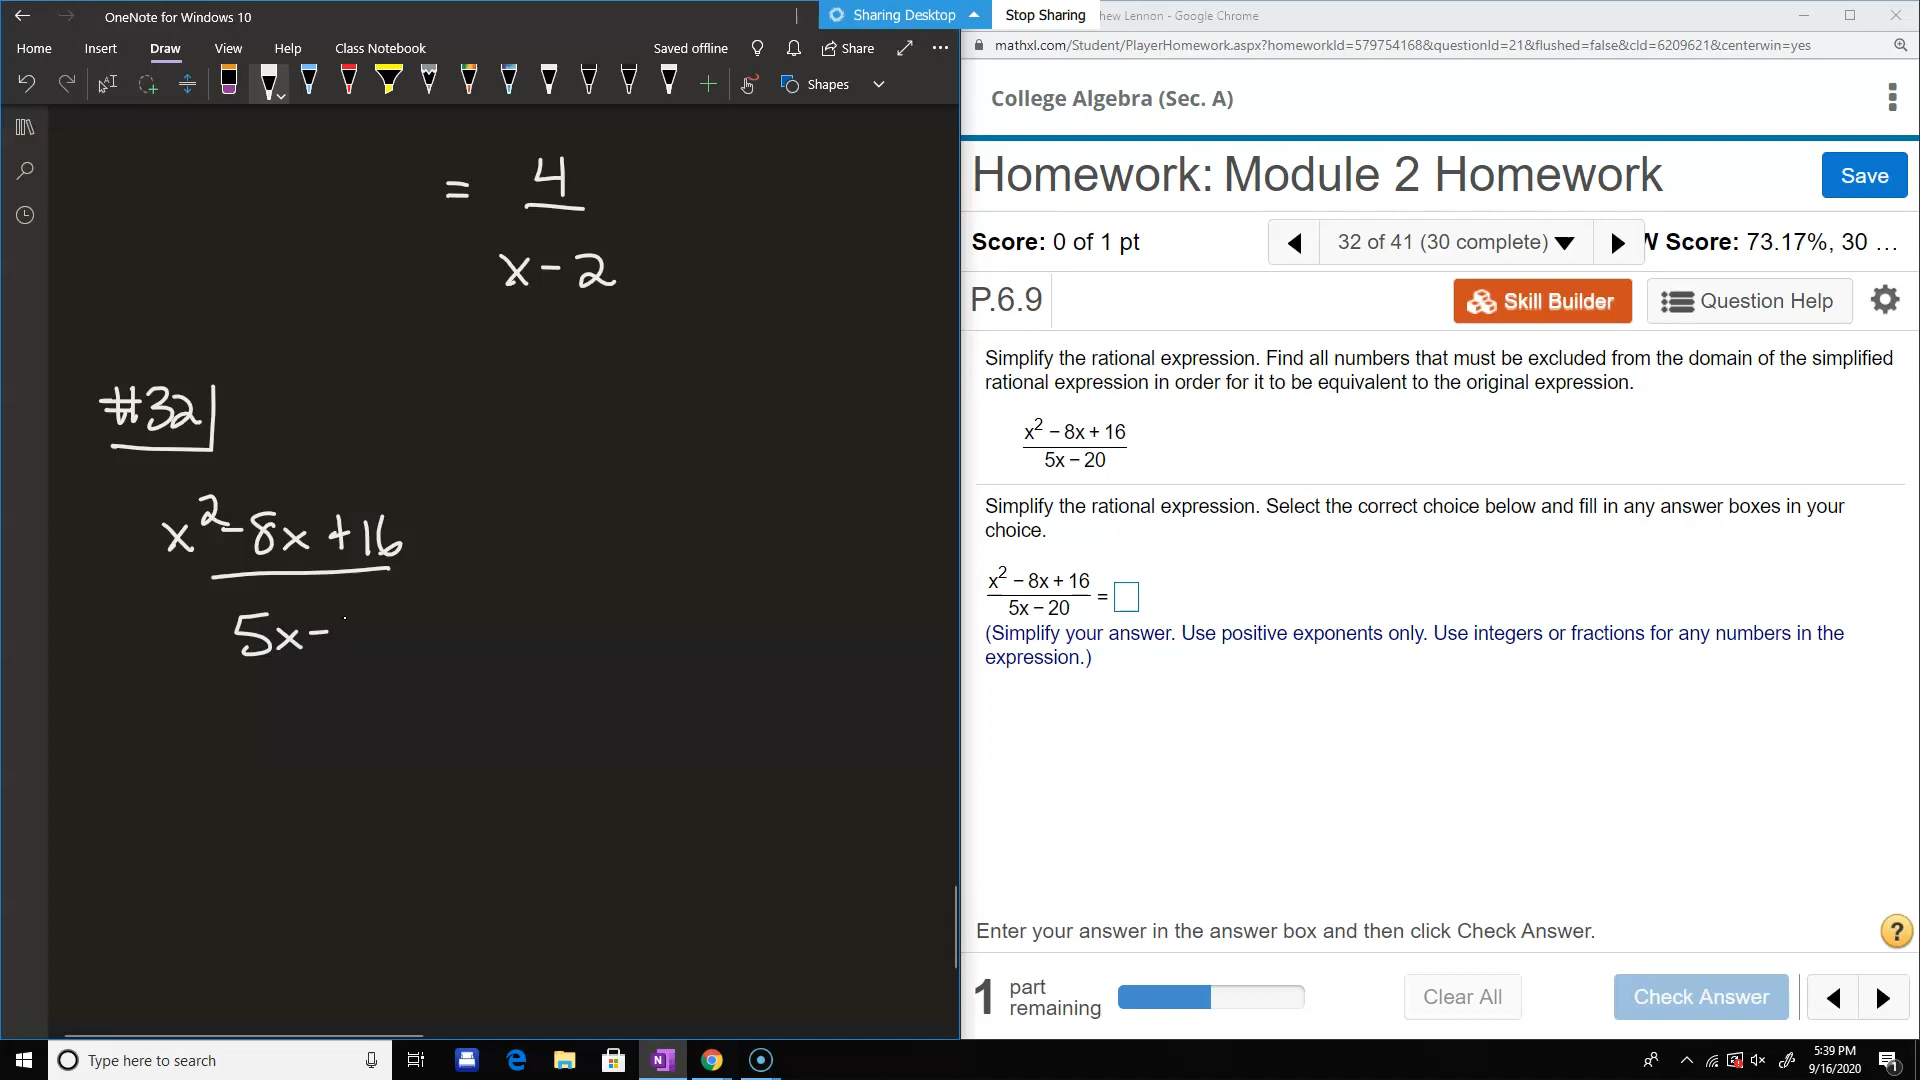 OneNote for Windows 10
Sharing Desktop
Stop Sharing
hew Lennon - Google Chrome
Home Insert Draw View Help Class Notebook Saved offline Share
mathxl.com/Student/PlayerHomework.aspx?homeworkId=579754168&questionId=21&flushed=false&cId=6209621&centerwin=yes
Shapes
College Algebra (Sec. A)
= 4
x - 2
#32
x² - 8x + 16
5x -
Homework: Module 2 Homework
Save
Score: 0 of 1 pt
32 of 41 (30 complete)
W Score: 73.17%, 30 ...
P.6.9
Skill Builder
Question Help
Simplify the rational expression. Find all numbers that must be excluded from the domain of the simplified
rational expression in order for it to be equivalent to the original expression.
x² − 8x + 16
5x − 20
Simplify the rational expression. Select the correct choice below and fill in any answer boxes in your
choice.
x² − 8x + 16
5x − 20
=
(Simplify your answer. Use positive exponents only. Use integers or fractions for any numbers in the
expression.)
Enter your answer in the answer box and then click Check Answer.
?
1 part
remaining
Clear All
Check Answer
Type here to search
5:39 PM
9/16/2020
1